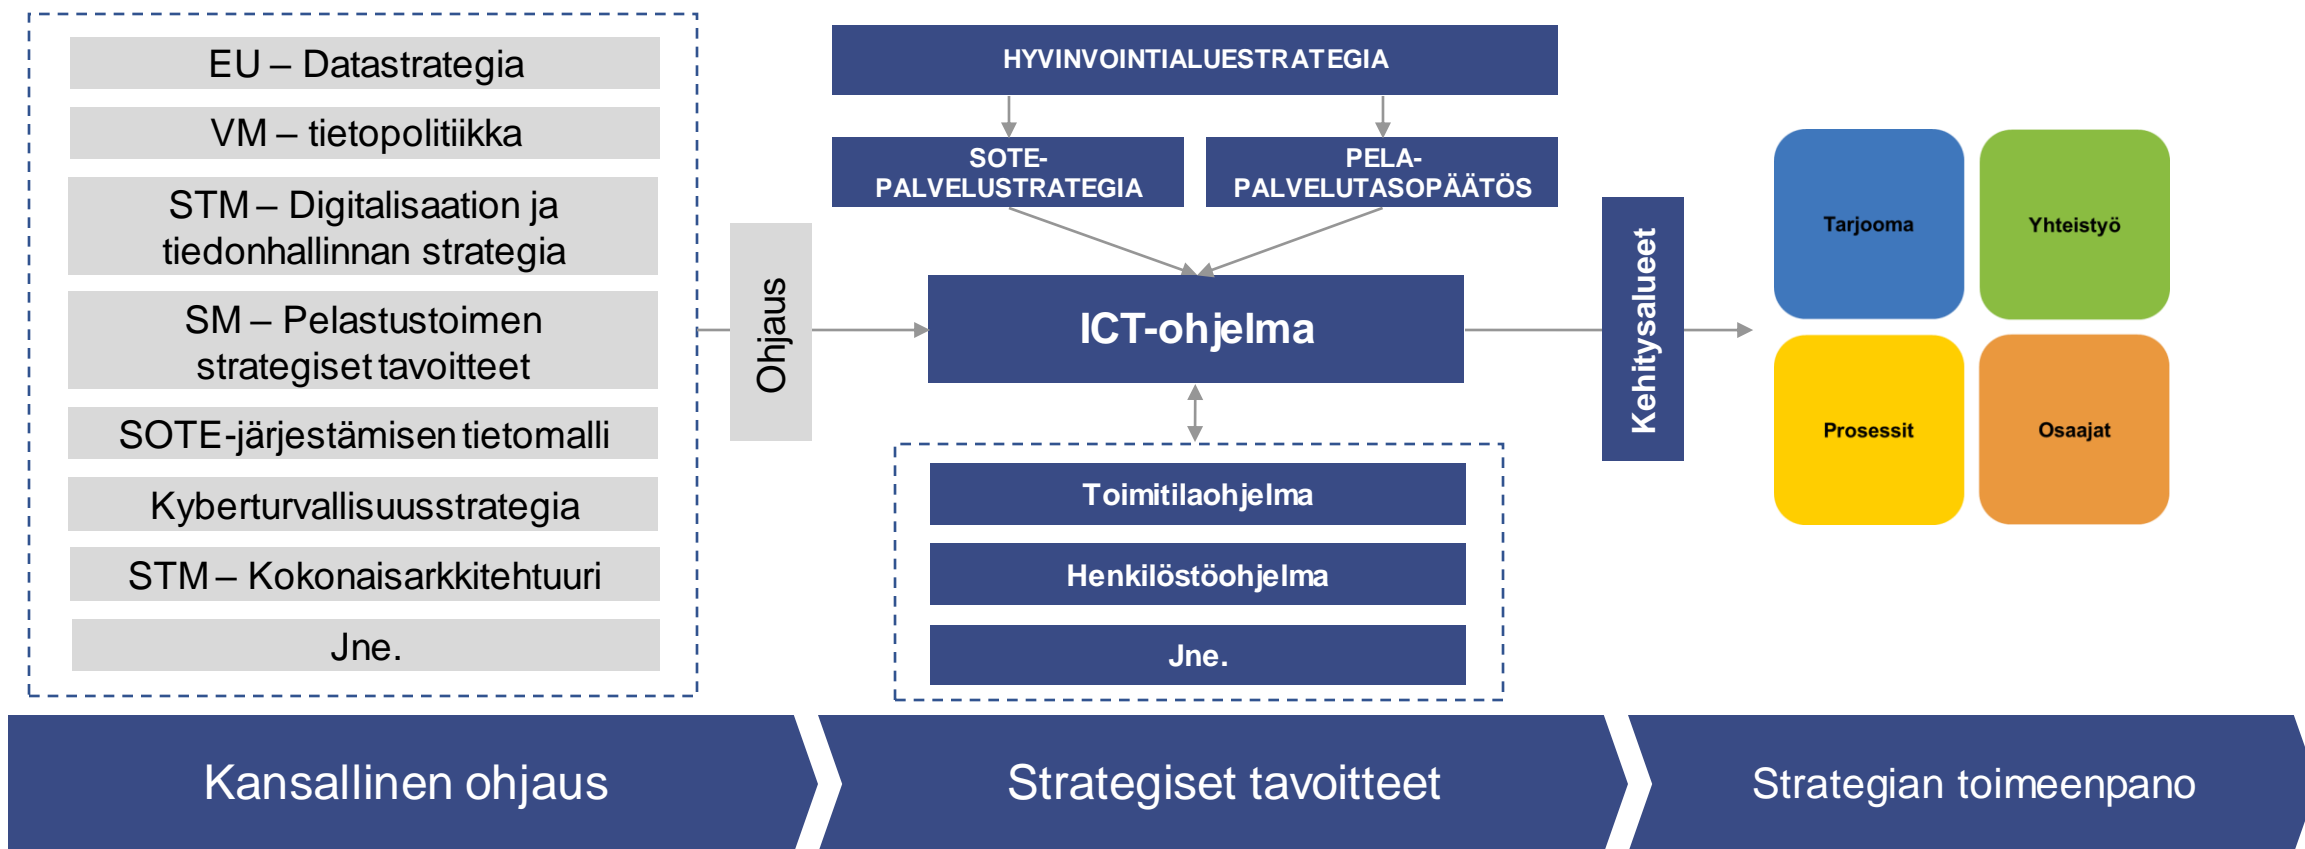 EU – Datastrategia
VM – tietopolitiikka
STM – Digitalisaation ja
tiedonhallinnan strategia
SM – Pelastustoimen
strategiset tavoitteet
SOTE-järjestämisen tietomalli
Kyberturvallisuusstrategia
STM – Kokonaisarkkitehtuuri
Jne.
Ohjaus
HYVINVOINTIALUESTRATEGIA
SOTE-
PALVELUSTRATEGIA
PELA-
PALVELUTASOPÄÄTÖS
ICT-ohjelma
Toimitilaohjelma
Henkilöstöohjelma
Jne.
Kehitysalueet
Tarjooma
Yhteistyö
Prosessit
Osaajat
Kansallinen ohjaus
Strategiset tavoitteet
Strategian toimeenpano